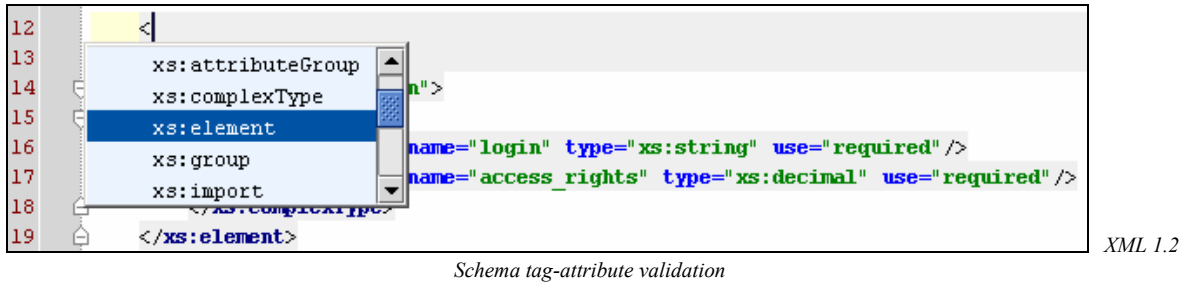 12 <
13
xs:attributeGroup
14 n">
xs:complexType
15
xs:element
16 name="login" type="xs:string" use="required"/>
xs:group
17 name="access_rights" type="xs:decimal" use="required"/>
xs:import
18 </xs:complexType>
19 </xs:element>
XML 1.2
Schema tag-attribute validation